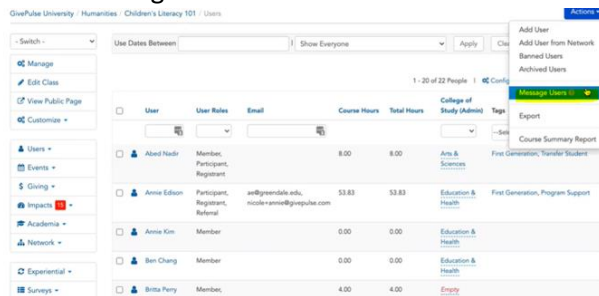 GivePulse University / Humanities / Children's Literacy 101 / Users
Actions
- Switch -
Manage
Edit Class
View Public Page
Customize
Users
Events
Giving
Impacts 15
Academia
Network
Experiential
Surveys
Use Dates Between
Show Everyone
Apply
Add User
Add User from Network
Banned Users
Archived Users
Message Users
Export
Course Summary Report
1 - 20 of 22 People
User
User Roles
Email
Course Hours
Total Hours
College of
Study (Admin)
Tags
Abed Nadir
Member,
Participant,
Registrant
8.00
8.00
Arts &
Sciences
First Generation, Transfer Student
Annie Edison
Participant,
Registrant,
Referral
ae@greendale.edu,
nicole+annie@givepulse.com
53.83
53.83
Education &
Health
First Generation, Program Support
Annie Kim
Member
0.00
0.00
Education &
Health
Ben Chang
Member
0.00
0.00
Education &
Health
Britta Perry
Member,
4.00
4.00
Empty